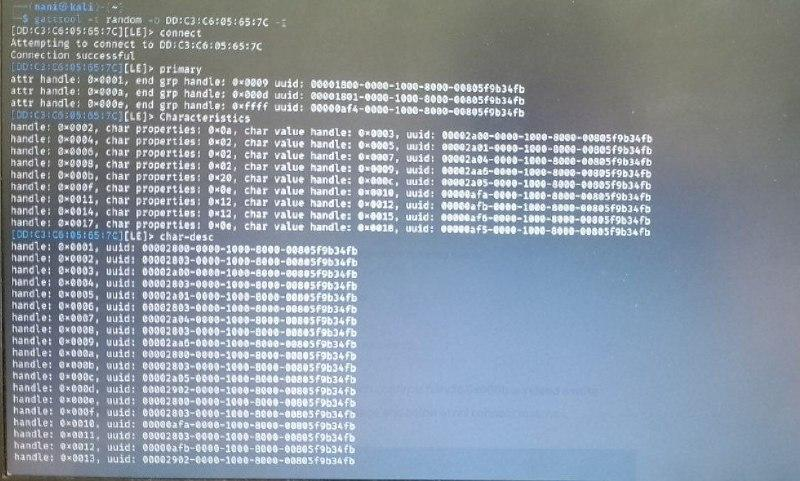 (nani㉿kali)-[~]
$ gatttool -t random -b DD:C3:C6:05:65:7C -I
[DD:C3:C6:05:65:7C][LE]> connect
Attempting to connect to DD:C3:C6:05:65:7C
Connection successful
[DD:C3:C6:05:65:7C][LE]> primary
attr handle: 0x0001, end grp handle: 0x0009 uuid: 00001800-0000-1000-8000-00805f9b34fb
attr handle: 0x000a, end grp handle: 0x000d uuid: 00001801-0000-1000-8000-00805f9b34fb
attr handle: 0x000e, end grp handle: 0xffff uuid: 00000af4-0000-1000-8000-00805f9b34fb
[DD:C3:C6:05:65:7C][LE]> Characteristics
handle: 0x0002, char properties: 0x0a, char value handle: 0x0003, uuid: 00002a00-0000-1000-8000-00805f9b34fb
handle: 0x0004, char properties: 0x02, char value handle: 0x0005, uuid: 00002a01-0000-1000-8000-00805f9b34fb
handle: 0x0006, char properties: 0x02, char value handle: 0x0007, uuid: 00002a04-0000-1000-8000-00805f9b34fb
handle: 0x0008, char properties: 0x02, char value handle: 0x0009, uuid: 00002aa6-0000-1000-8000-00805f9b34fb
handle: 0x000b, char properties: 0x20, char value handle: 0x000c, uuid: 00002a05-0000-1000-8000-00805f9b34fb
handle: 0x000f, char properties: 0x0e, char value handle: 0x0010, uuid: 00000afa-0000-1000-8000-00805f9b34fb
handle: 0x0011, char properties: 0x12, char value handle: 0x0012, uuid: 00000afb-0000-1000-8000-00805f9b34fb
handle: 0x0014, char properties: 0x12, char value handle: 0x0015, uuid: 00000af6-0000-1000-8000-00805f9b34fb
handle: 0x0017, char properties: 0x0e, char value handle: 0x0018, uuid: 00000af5-0000-1000-8000-00805f9b34fb
[DD:C3:C6:05:65:7C][LE]> char-desc
handle: 0x0001, uuid: 00002800-0000-1000-8000-00805f9b34fb
handle: 0x0002, uuid: 00002803-0000-1000-8000-00805f9b34fb
handle: 0x0003, uuid: 00002a00-0000-1000-8000-00805f9b34fb
handle: 0x0004, uuid: 00002803-0000-1000-8000-00805f9b34fb
handle: 0x0005, uuid: 00002a01-0000-1000-8000-00805f9b34fb
handle: 0x0006, uuid: 00002803-0000-1000-8000-00805f9b34fb
handle: 0x0007, uuid: 00002a04-0000-1000-8000-00805f9b34fb
handle: 0x0008, uuid: 00002803-0000-1000-8000-00805f9b34fb
handle: 0x0009, uuid: 00002aa6-0000-1000-8000-00805f9b34fb
handle: 0x000a, uuid: 00002800-0000-1000-8000-00805f9b34fb
handle: 0x000b, uuid: 00002803-0000-1000-8000-00805f9b34fb
handle: 0x000c, uuid: 00002a05-0000-1000-8000-00805f9b34fb
handle: 0x000d, uuid: 00002902-0000-1000-8000-00805f9b34fb
handle: 0x000e, uuid: 00002800-0000-1000-8000-00805f9b34fb
handle: 0x000f, uuid: 00002803-0000-1000-8000-00805f9b34fb
handle: 0x0010, uuid: 00000afa-0000-1000-8000-00805f9b34fb
handle: 0x0011, uuid: 00002803-0000-1000-8000-00805f9b34fb
handle: 0x0012, uuid: 00000afb-0000-1000-8000-00805f9b34fb
handle: 0x0013, uuid: 00002902-0000-1000-8000-00805f9b34fb